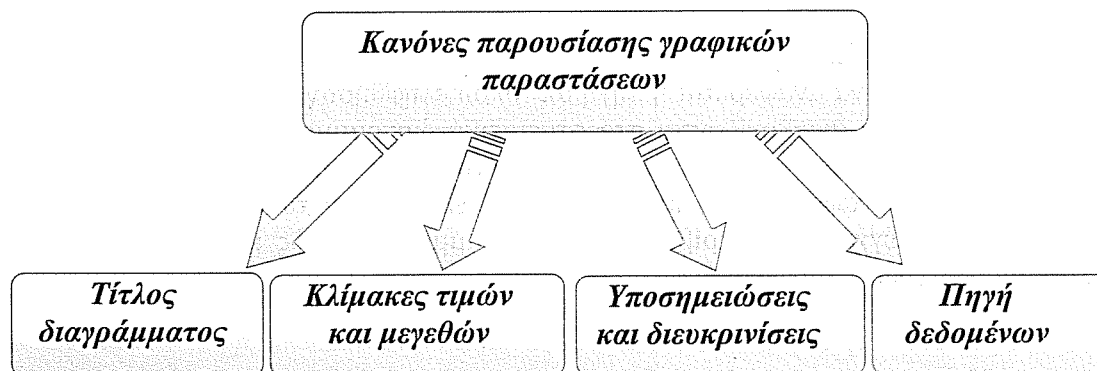 Κανόνες παρουσίασης γραφικών
παραστάσεων
Τίτλος
διαγράμματος
Κλίμακες τιμών
και μεγεθών
Υποσημειώσεις
και διευκρινίσεις
Πηγή
δεδομένων